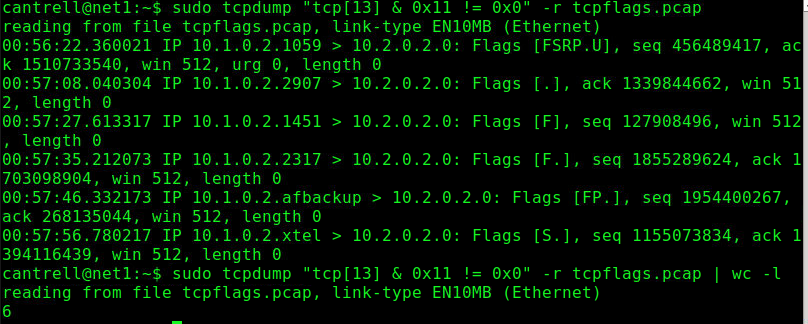 cantrell@net1:~$ sudo tcpdump "tcp[13] & 0x11 != 0x0" -r tcpflags.pcap
reading from file tcpflags.pcap, link-type EN10MB (Ethernet)
00:56:22.360021 IP 10.1.0.2.1059 > 10.2.0.2.0: Flags [FSRP.U], seq 456489417, ac
k 1510733540, win 512, urg 0, length 0
00:57:08.040304 IP 10.1.0.2.2907 > 10.2.0.2.0: Flags [.], ack 1339844662, win 51
2, length 0
00:57:27.613317 IP 10.1.0.2.1451 > 10.2.0.2.0: Flags [F], seq 127908496, win 512
, length 0
00:57:35.212073 IP 10.1.0.2.2317 > 10.2.0.2.0: Flags [F.], seq 1855289624, ack 1
703098904, win 512, length 0
00:57:46.332173 IP 10.1.0.2.afbackup > 10.2.0.2.0: Flags [FP.], seq 1954400267,
ack 268135044, win 512, length 0
00:57:56.780217 IP 10.1.0.2.xtel > 10.2.0.2.0: Flags [S.], seq 1155073834, ack 1
394116439, win 512, length 0
cantrell@net1:~$ sudo tcpdump "tcp[13] & 0x11 != 0x0" -r tcpflags.pcap | wc -l
reading from file tcpflags.pcap, link-type EN10MB (Ethernet)
6